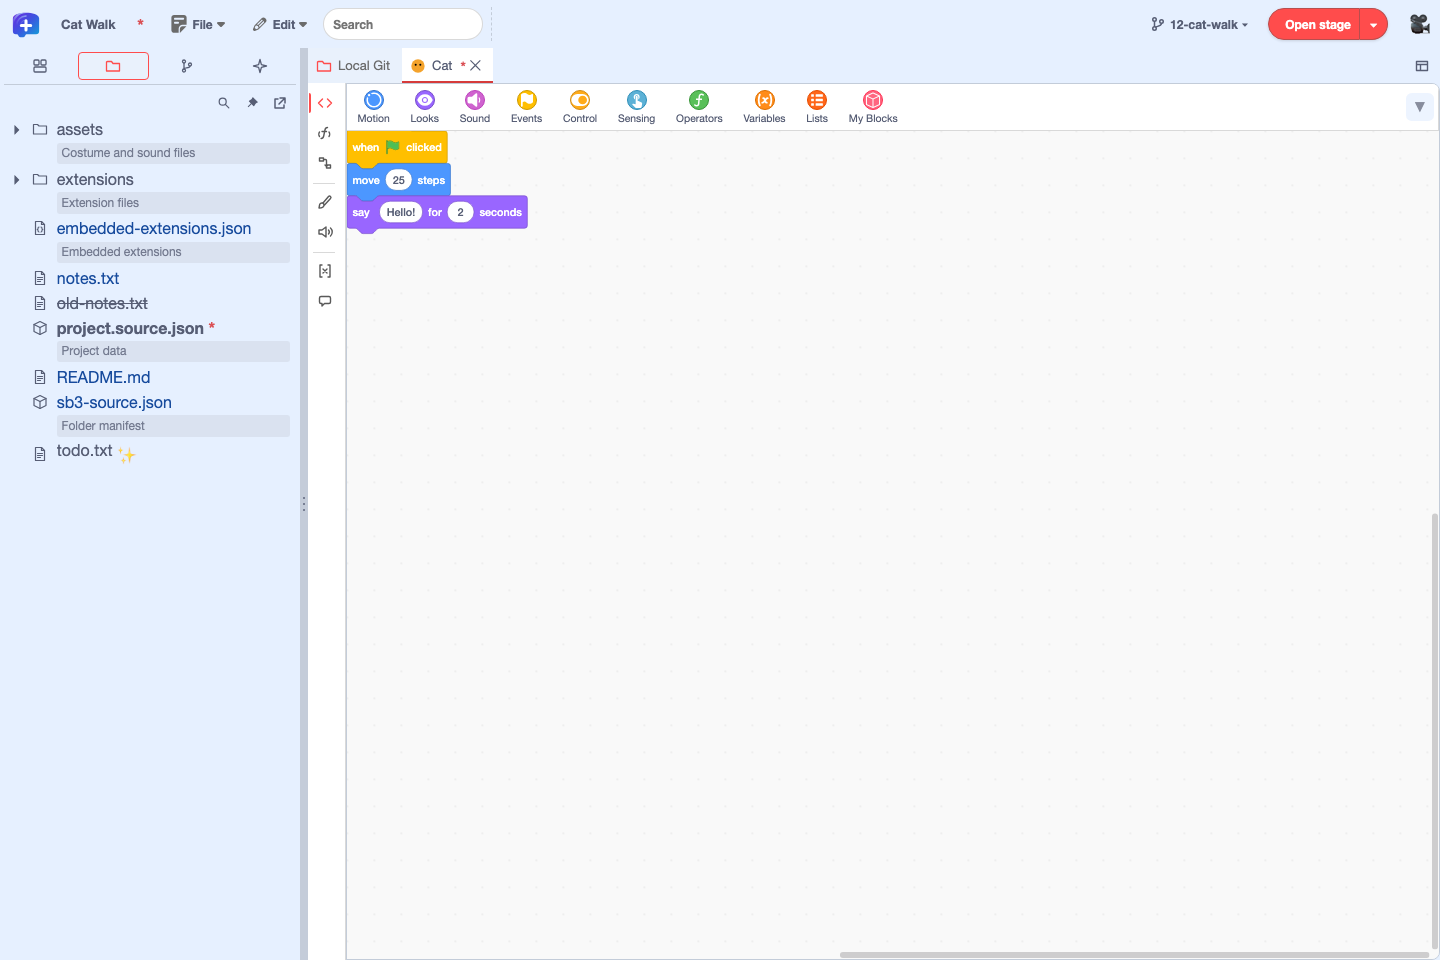 Cat Walk *
File
Edit
Search
12-cat-walk
Open stage
Local Git
Cat *
assets
Costume and sound files
extensions
Extension files
embedded-extensions.json
Embedded extensions
notes.txt
old-notes.txt
project.source.json *
Project data
README.md
sb3-source.json
Folder manifest
todo.txt
Motion
Looks
Sound
Events
Control
Sensing
Operators
Variables
Lists
My Blocks
when clicked
move 25 steps
say Hello! for 2 seconds